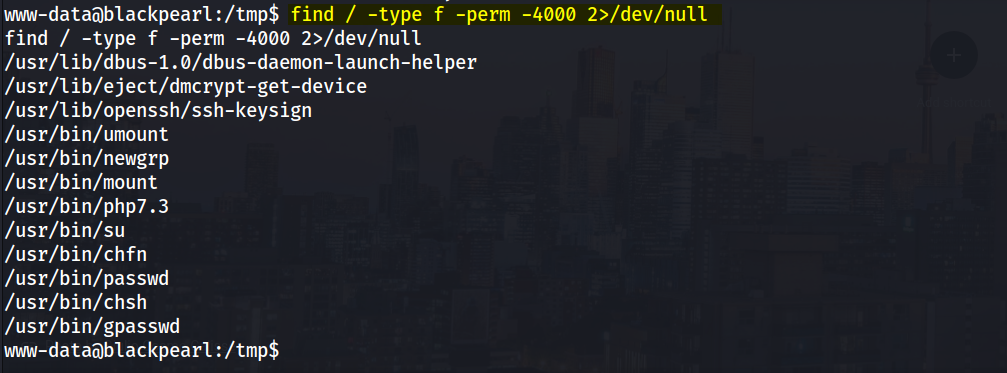 www-data@blackpearl:/tmp$ find / -type f -perm -4000 2>/dev/null
find / -type f -perm -4000 2>/dev/null
/usr/lib/dbus-1.0/dbus-daemon-launch-helper
/usr/lib/eject/dmcrypt-get-device
/usr/lib/openssh/ssh-keysign
/usr/bin/umount
/usr/bin/newgrp
/usr/bin/mount
/usr/bin/php7.3
/usr/bin/su
/usr/bin/chfn
/usr/bin/passwd
/usr/bin/chsh
/usr/bin/gpasswd
www-data@blackpearl:/tmp$